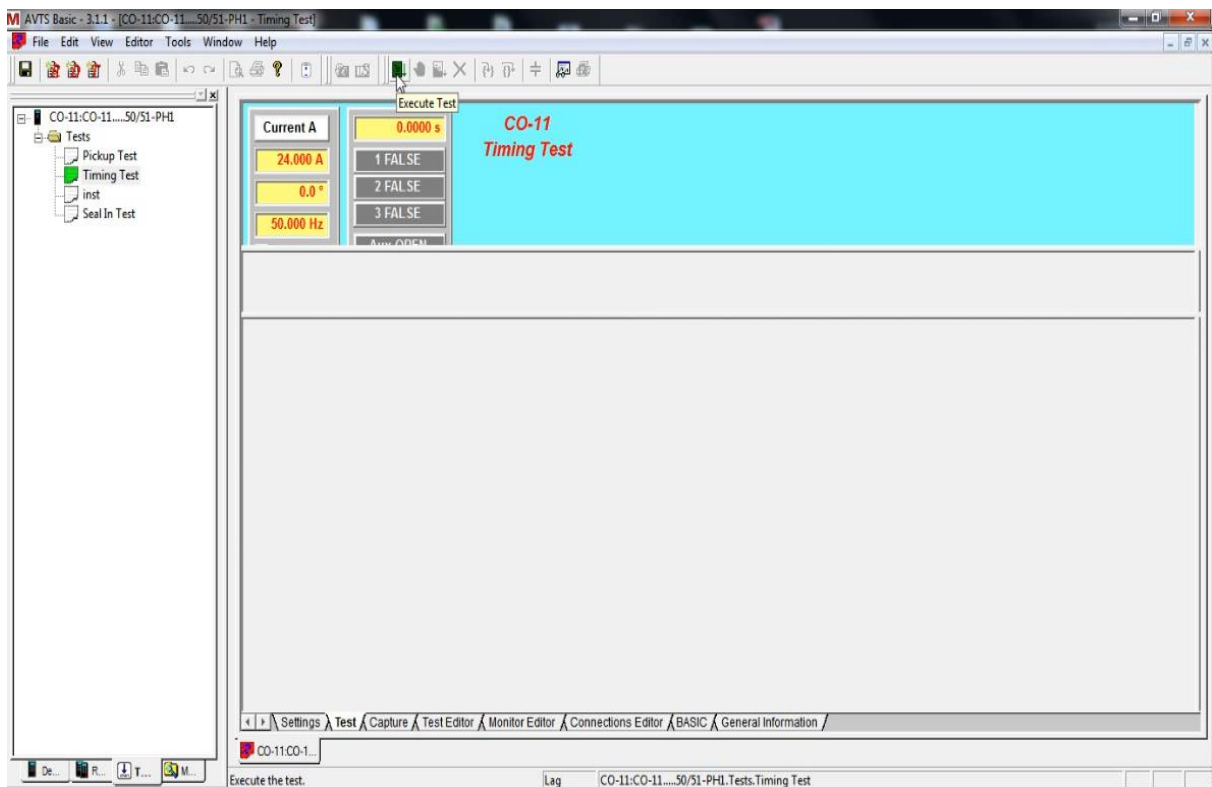 AVTS Basic - 3.1.1 - [CO-11:CO-11....50/51-PH1 - Timing Test]
File Edit View Editor Tools Window Help
Execute Test
CO-11:CO-11.....50/51-PH1
Tests
Pickup Test
Timing Test
inst
Seal In Test
Current A
24.000 A
0.0 °
50.000 Hz
0.0000 s
1 FALSE
2 FALSE
3 FALSE
Aux OPEN
CO-11
Timing Test
Settings Test Capture Test Editor Monitor Editor Connections Editor BASIC General Information
CO-11:CO-1...
De... R... T... M...
Execute the test. Lag CO-11:CO-11.....50/51-PH1.Tests.Timing Test